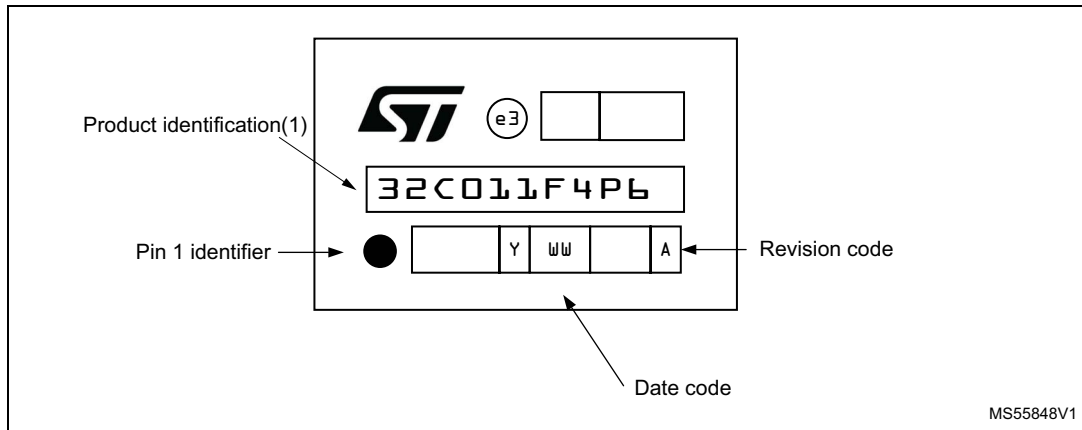 ST e3
Product identification(1)
32C011F4P6
Pin 1 identifier
Y WW A
Revision code
Date code
MS55848V1